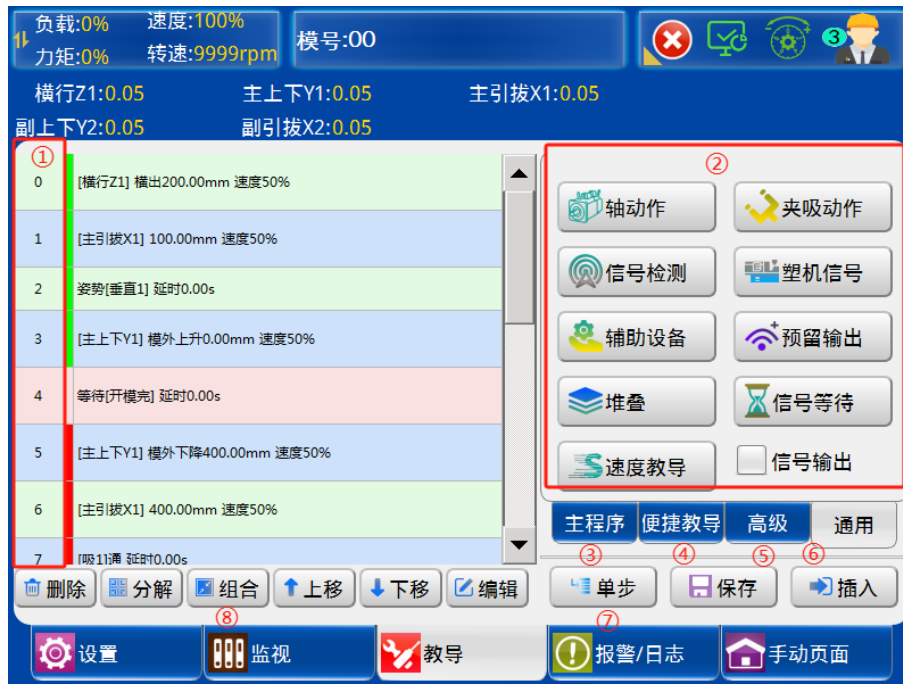 负载:0% 速度:100%
力矩:0% 转速:9999rpm
模号:00
3
横行Z1:0.05 主上下Y1:0.05 主引拔X1:0.05
副上下Y2:0.05 副引拔X2:0.05
① ②
0 [横行Z1] 横出200.00mm 速度50%
1 [主引拔X1] 100.00mm 速度50%
2 姿势[垂直1] 延时0.00s
3 [主上下Y1] 模外上升0.00mm 速度50%
4 等待[开模完] 延时0.00s
5 [主上下Y1] 模外下降400.00mm 速度50%
6 [主引拔X1] 400.00mm 速度50%
7 [吸1]通 延时0.00s
轴动作 夹吸动作
信号检测 塑机信号
辅助设备 预留输出
堆叠 信号等待
速度教导 信号输出
主程序 便捷教导 高级 通用
③ ④ ⑤ ⑥
删除 分解 组合 上移 下移 编辑 单步 保存 插入
⑧ ⑦
设置 监视 教导 报警/日志 手动页面